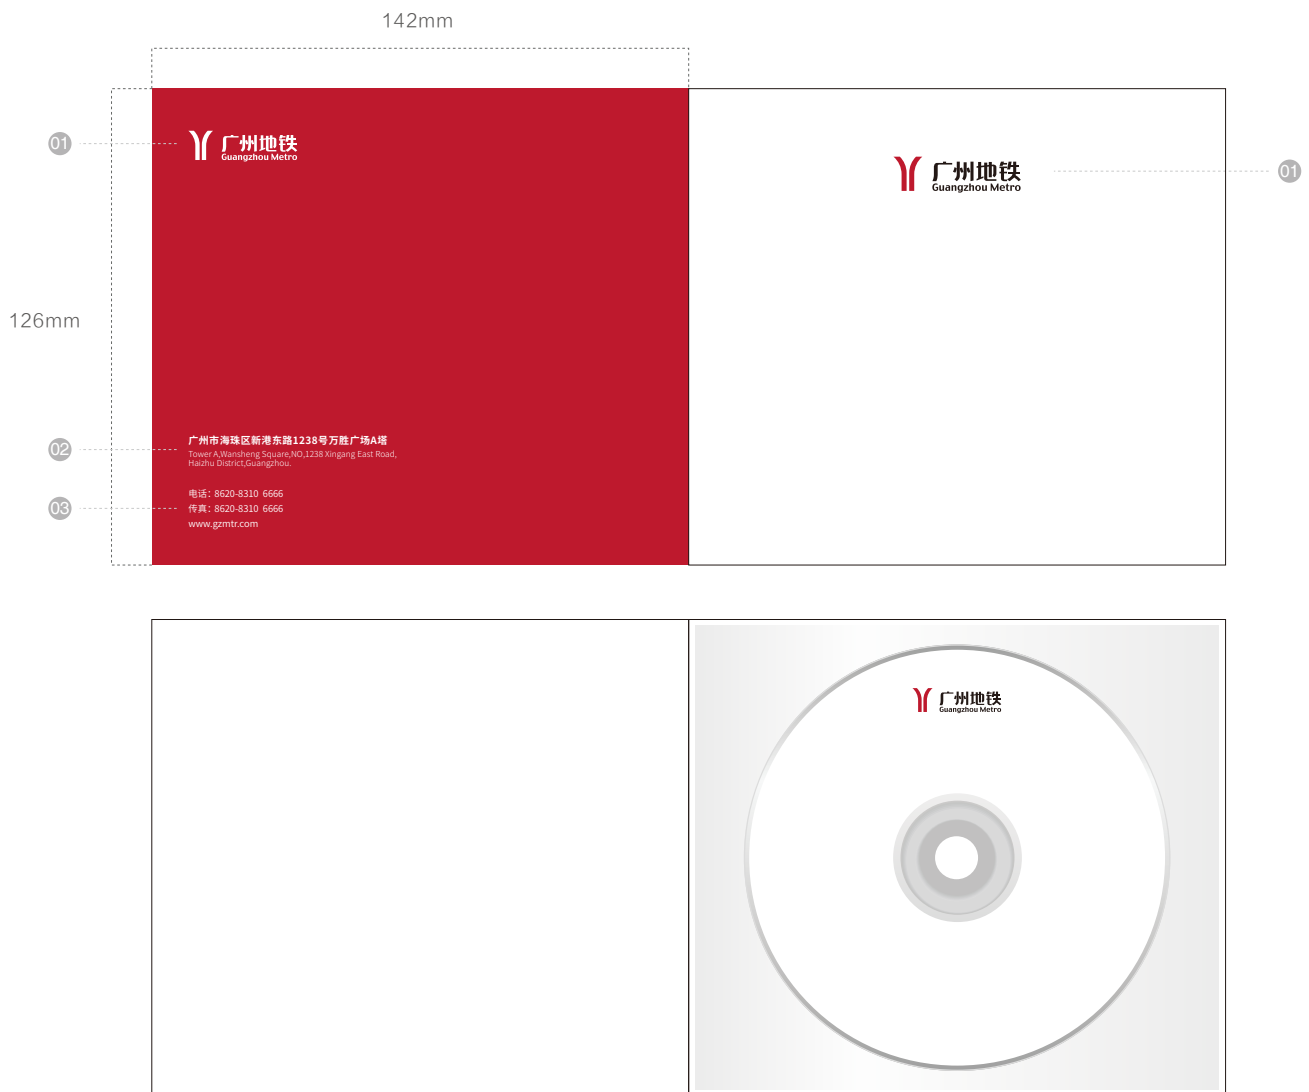 142mm
01
广州地铁
Guangzhou Metro
广州地铁
Guangzhou Metro
01
126mm
02
广州市海珠区新港东路1238号万胜广场A塔
Tower A,Wansheng Square,NO,1238 Xingang East Road,
Haizhu District,Guangzhou.
03
电话：8620-8310 6666
传真：8620-8310 6666
www.gzmtr.com
广州地铁
Guangzhou Metro